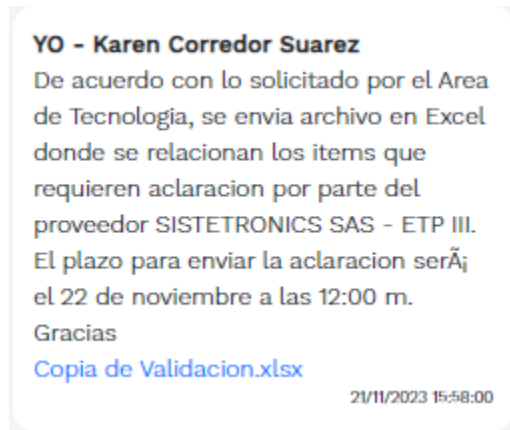 YO - Karen Corredor Suarez
De acuerdo con lo solicitado por el Area
de Tecnologia, se envia archivo en Excel
donde se relacionan los items que
requieren aclaracion por parte del
proveedor SISTETRONICS SAS - ETP III.
El plazo para enviar la aclaracion serÃ¡
el 22 de noviembre a las 12:00 m.
Gracias
Copia de Validacion.xlsx
21/11/2023 15:58:00